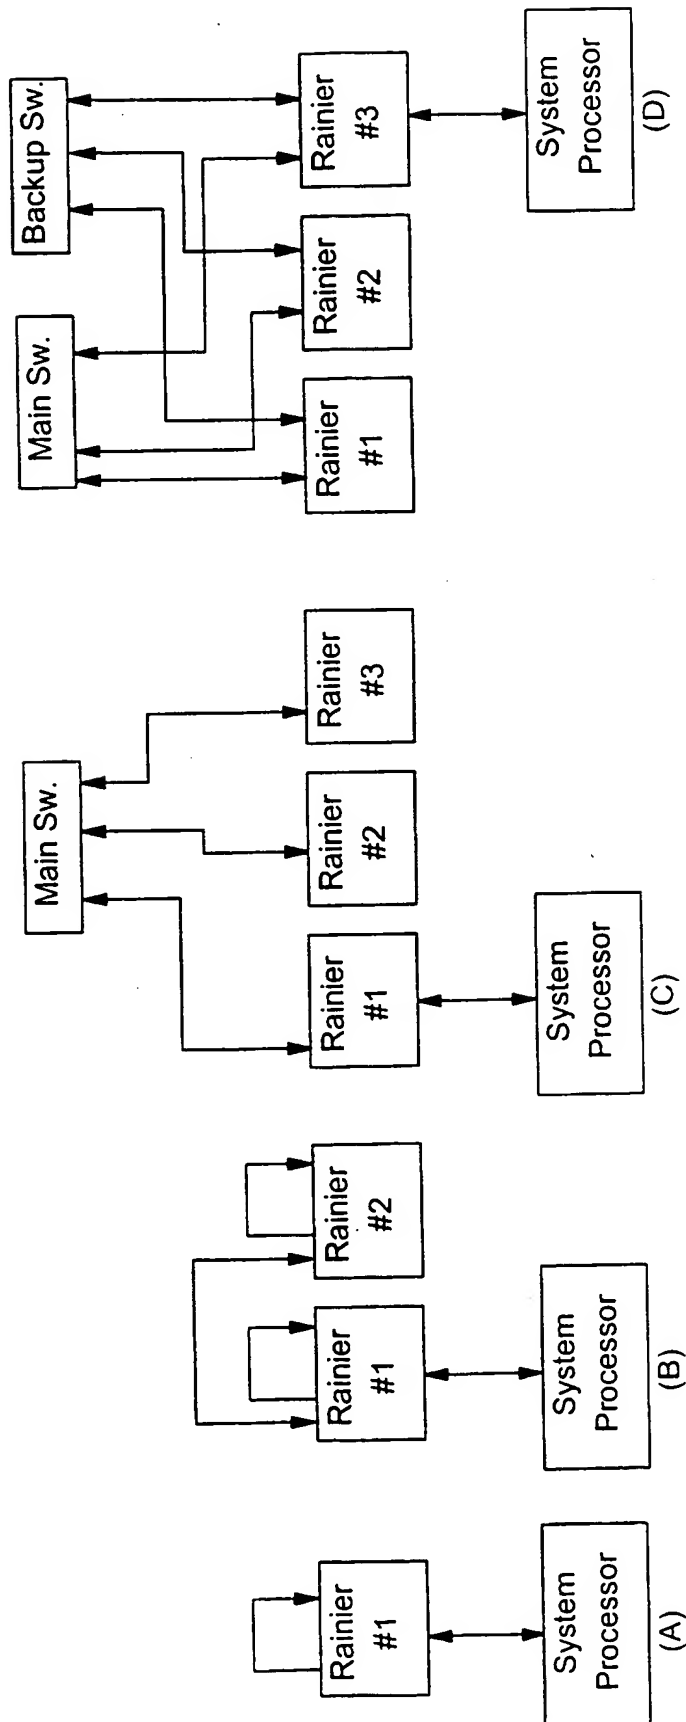 Rainier
#1
System
Processor
(A)
Rainier
#1
Rainier
#2
System
Processor
(B)
Main Sw.
Rainier
#1
Rainier
#2
Rainier
#3
System
Processor
(C)
Main Sw.
Backup Sw.
Rainier
#1
Rainier
#2
Rainier
#3
System
Processor
(D)